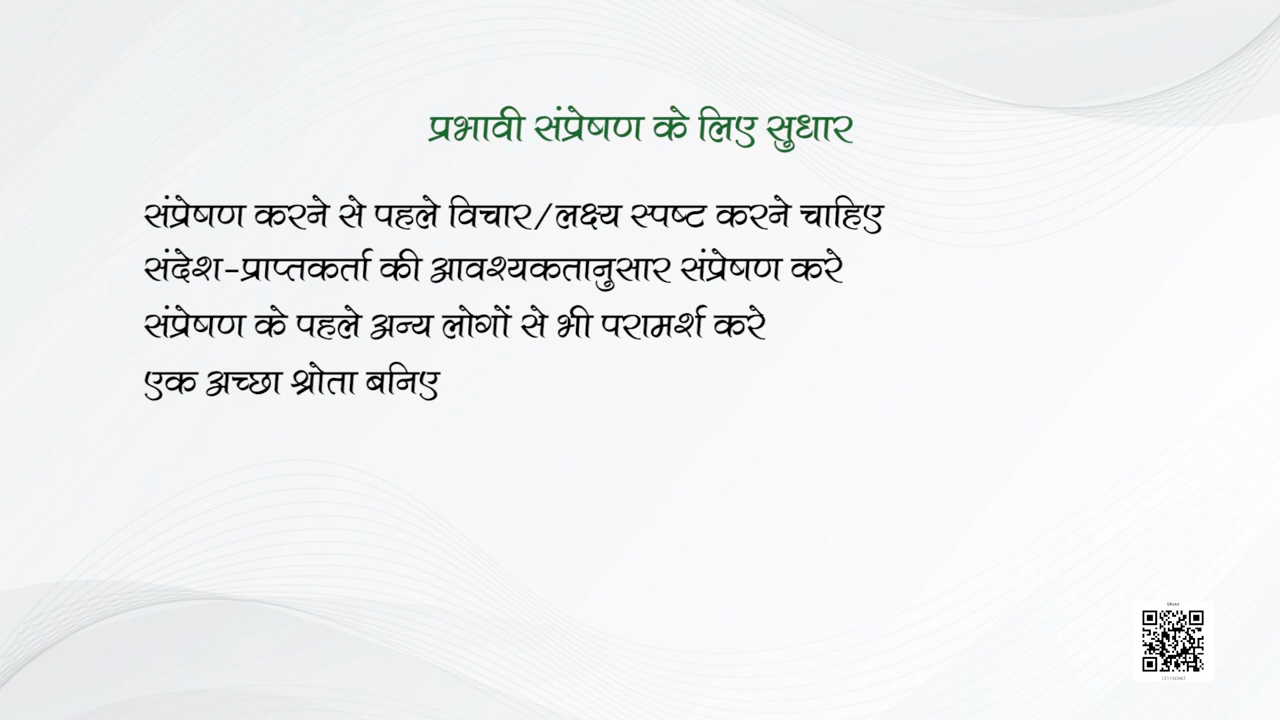 प्रभावी संप्रेषण के लिए सुधार
संप्रेषण करने से पहले विचार/लक्ष्य स्पष्ट करने चाहिए
संदेश-प्राप्तकर्ता की आवश्यकतानुसार संप्रेषण करे
संप्रेषण के पहले अन्य लोगों से भी परामर्श करे
एक अच्छा श्रोता बनिए